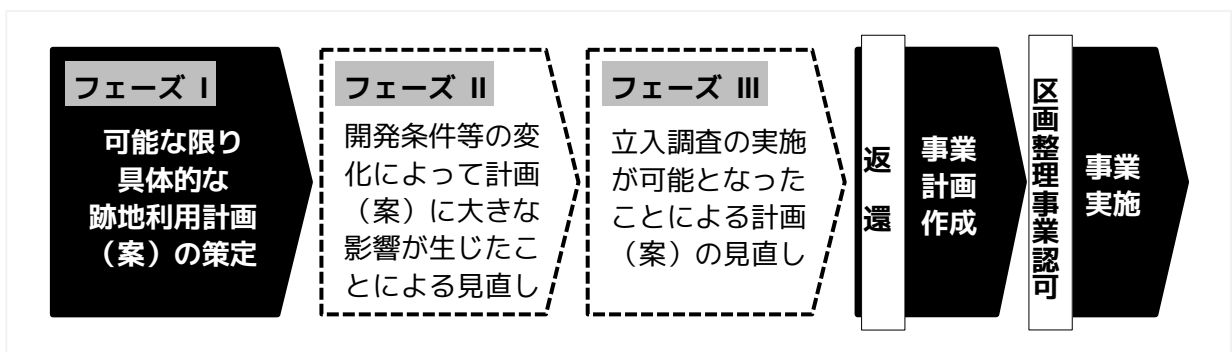 フェーズ Ⅰ
可能な限り
具体的な
跡地利用計画
（案）の策定
フェーズ Ⅱ
開発条件等の変
化によって計画
（案）に大きな
影響が生じたこ
とによる見直し
フェーズ Ⅲ
立入調査の実施
が可能となった
ことによる計画
（案）の見直し
返還
事業
計画
作成
区画整理事業認可
事業
実施